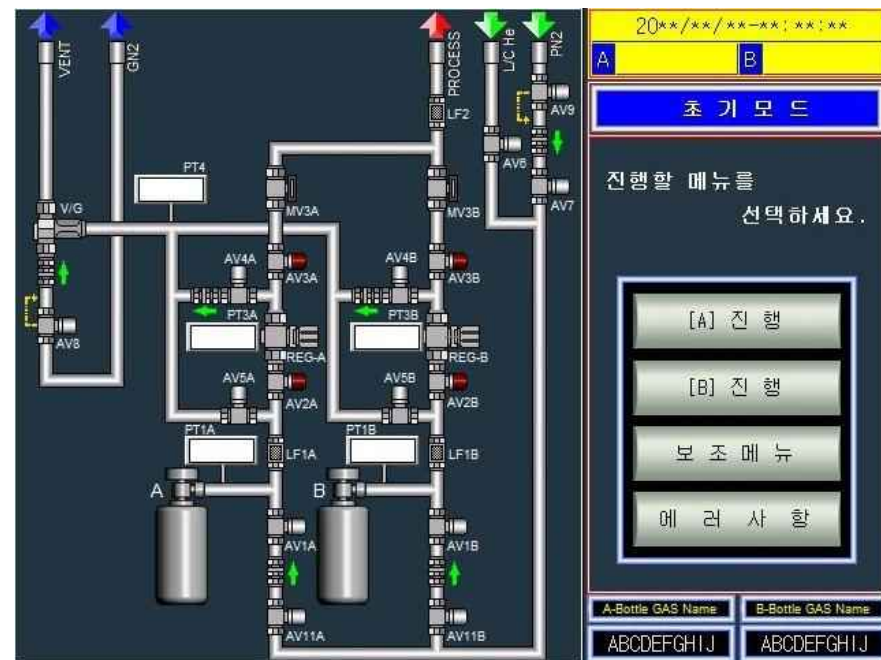 VENT
GN2
PROCESS
L/C He
PN2
LF2
AV9
AV6
AV7
PT4
V/G
MV3A
MV3B
AV4A
AV4B
AV3A
AV3B
PT3A
PT3B
AV8
REG-A
REG-B
AV5A
AV5B
AV2A
AV2B
PT1A
PT1B
LF1A
LF1B
A
B
AV1A
AV1B
AV11A
AV11B
20**/**/**-**:**:**
A B
초기모드
진행할 메뉴를
선택하세요.
[A] 진 행
[B] 진 행
보 조 메 뉴
에 러 사 항
A-Bottle GAS Name B-Bottle GAS Name
ABCDEFGHIJ ABCDEFGHIJ